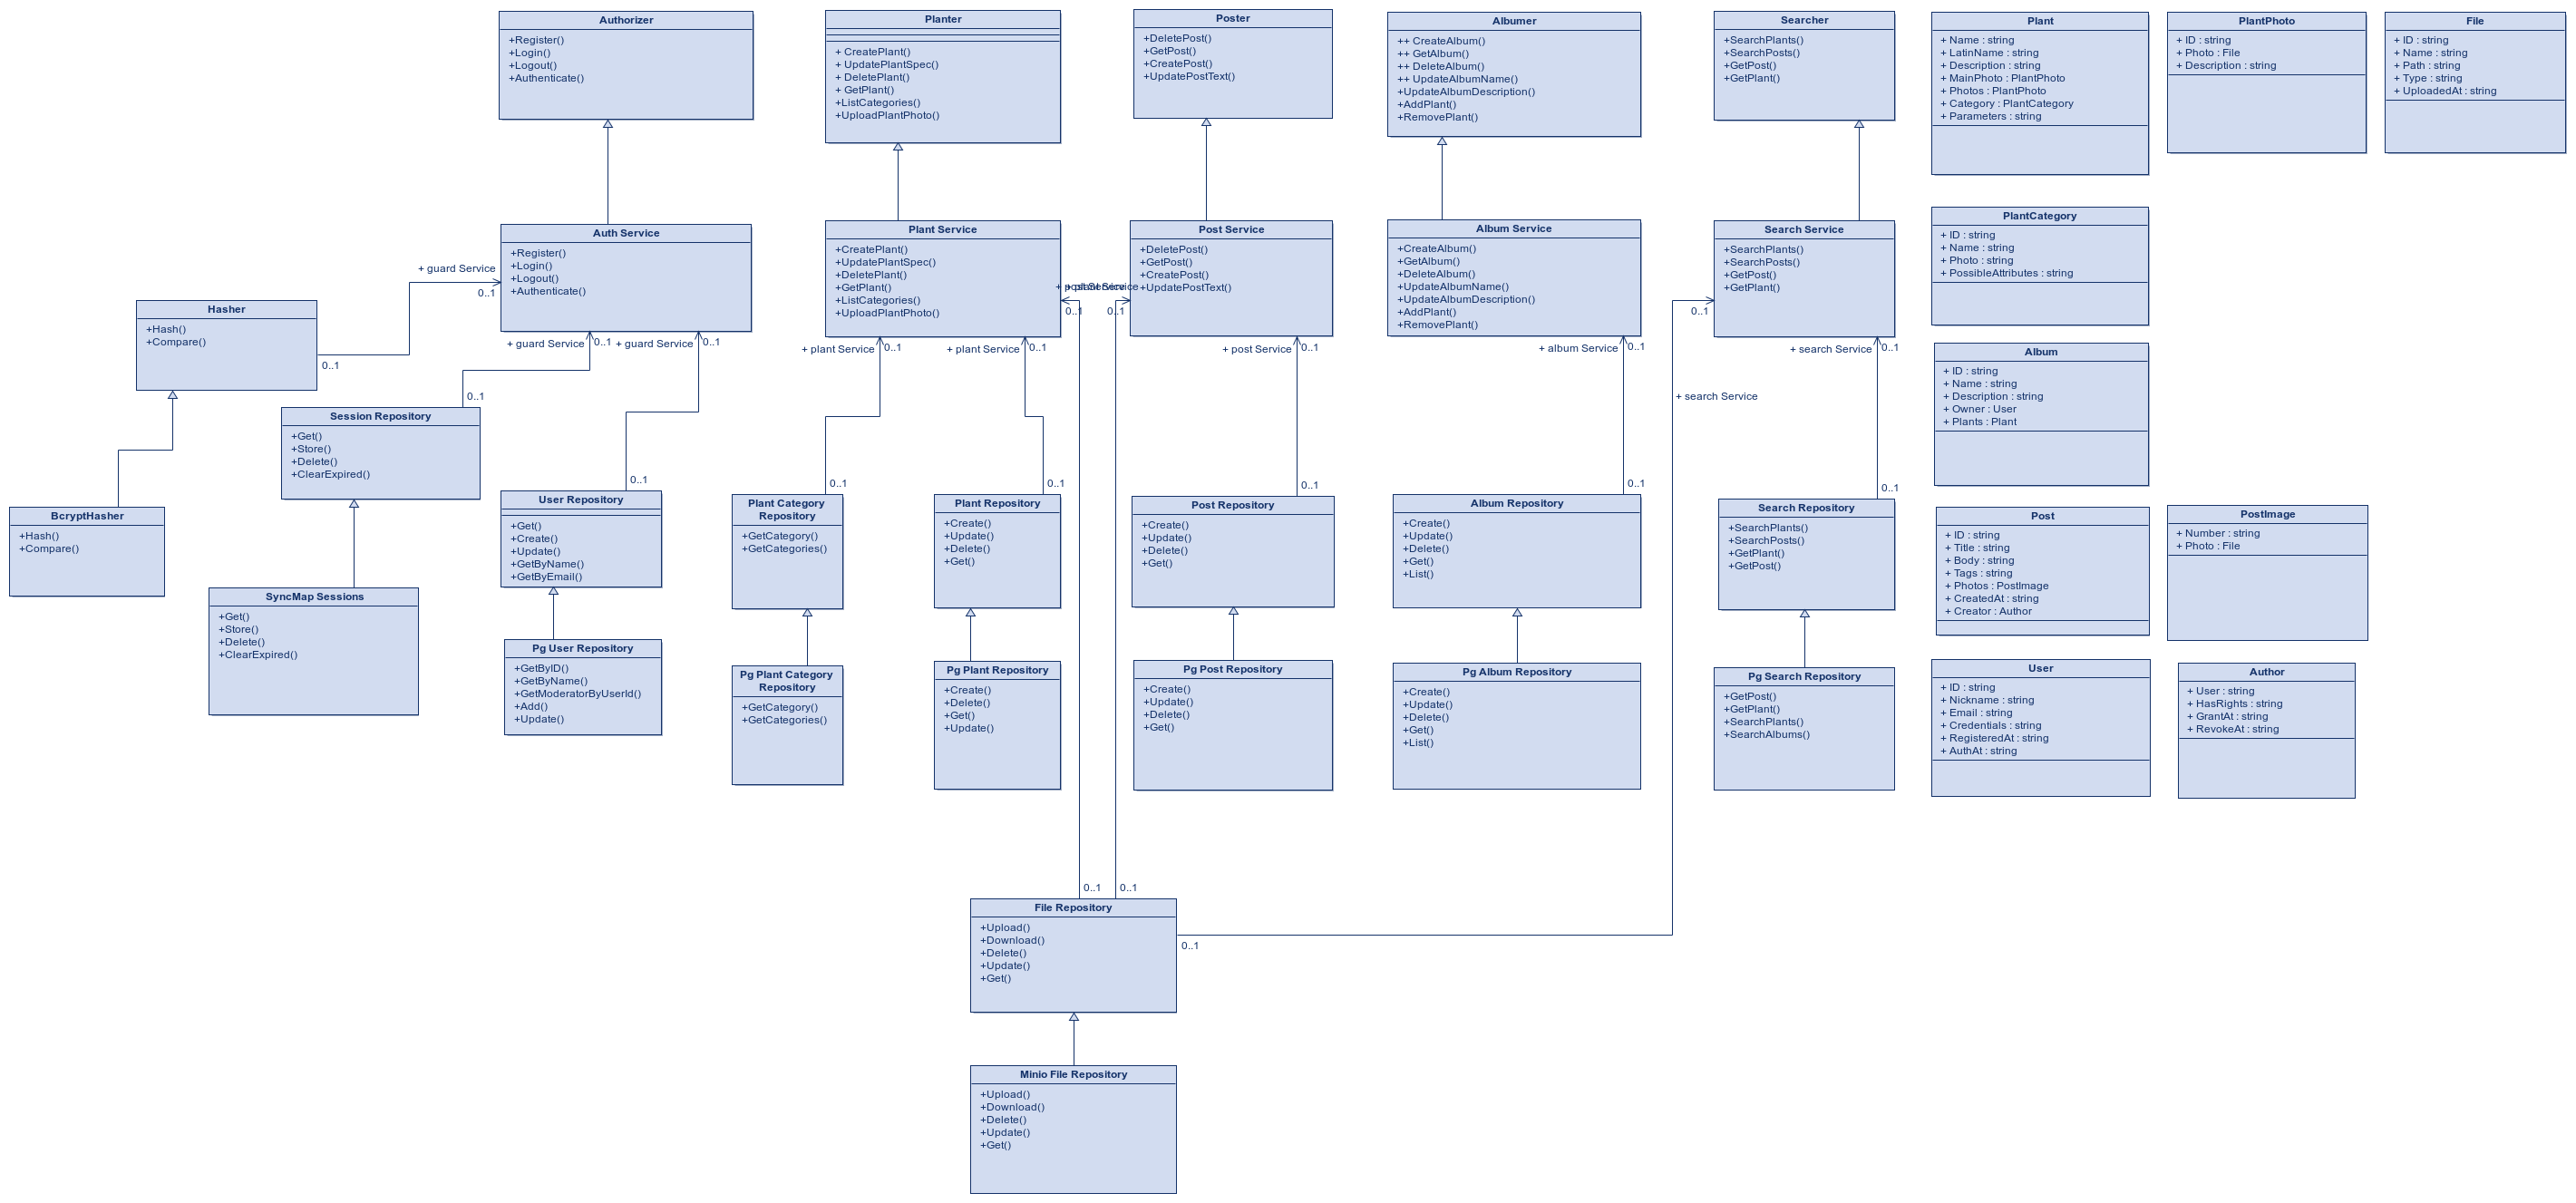 Authorizer
+Register()
+Login()
+Logout()
+Authenticate()
Planter
+ CreatePlant()
+ UpdatePlantSpec()
+ DeletePlant()
+ GetPlant()
+ListCategories()
+UploadPlantPhoto()
Poster
+DeletePost()
+GetPost()
+CreatePost()
+UpdatePostText()
Albumer
++ CreateAlbum()
++ GetAlbum()
++ DeleteAlbum()
++ UpdateAlbumName()
+UpdateAlbumDescription()
+AddPlant()
+RemovePlant()
Searcher
+SearchPlants()
+SearchPosts()
+GetPost()
+GetPlant()
Plant
+ Name : string
+ LatinName : string
+ Description : string
+ MainPhoto : PlantPhoto
+ Photos : PlantPhoto
+ Category : PlantCategory
+ Parameters : string
PlantPhoto
+ ID : string
+ Photo : File
+ Description : string
File
+ ID : string
+ Name : string
+ Path : string
+ Type : string
+ UploadedAt : string
Auth Service
+Register()
+Login()
+Logout()
+Authenticate()
Plant Service
+CreatePlant()
+UpdatePlantSpec()
+DeletePlant()
+GetPlant()
+ListCategories()
+UploadPlantPhoto()
Post Service
+DeletePost()
+GetPost()
+CreatePost()
+UpdatePostText()
Album Service
+CreateAlbum()
+GetAlbum()
+DeleteAlbum()
+UpdateAlbumName()
+UpdateAlbumDescription()
+AddPlant()
+RemovePlant()
Search Service
+SearchPlants()
+SearchPosts()
+GetPost()
+GetPlant()
PlantCategory
+ ID : string
+ Name : string
+ Photo : string
+ PossibleAttributes : string
+ guard Service
0..1
+ post Service
+ plant Service
0..1
0..1
0..1
Hasher
+Hash()
+Compare()
0..1
+ guard Service
0..1
+ guard Service
0..1
+ plant Service
0..1
+ plant Service
0..1
+ post Service
0..1
+ album Service
0..1
+ search Service
0..1
Album
+ ID : string
+ Name : string
+ Description : string
+ Owner : User
+ Plants : Plant
0..1
+ search Service
Session Repository
+Get()
+Store()
+Delete()
+ClearExpired()
0..1
0..1
0..1
0..1
0..1
0..1
BcryptHasher
+Hash()
+Compare()
User Repository
+Get()
+Create()
+Update()
+GetByName()
+GetByEmail()
Plant Category
Repository
+GetCategory()
+GetCategories()
Plant Repository
+Create()
+Update()
+Delete()
+Get()
Post Repository
+Create()
+Update()
+Delete()
+Get()
Album Repository
+Create()
+Update()
+Delete()
+Get()
+List()
Search Repository
+SearchPlants()
+SearchPosts()
+GetPlant()
+GetPost()
Post
+ ID : string
+ Title : string
+ Body : string
+ Tags : string
+ Photos : PostImage
+ CreatedAt : string
+ Creator : Author
PostImage
+ Number : string
+ Photo : File
SyncMap Sessions
+Get()
+Store()
+Delete()
+ClearExpired()
Pg User Repository
+GetByID()
+GetByName()
+GetModeratorByUserId()
+Add()
+Update()
Pg Plant Category
Repository
+GetCategory()
+GetCategories()
Pg Plant Repository
+Create()
+Delete()
+Get()
+Update()
Pg Post Repository
+Create()
+Update()
+Delete()
+Get()
Pg Album Repository
+Create()
+Update()
+Delete()
+Get()
+List()
Pg Search Repository
+GetPost()
+GetPlant()
+SearchPlants()
+SearchAlbums()
User
+ ID : string
+ Nickname : string
+ Email : string
+ Credentials : string
+ RegisteredAt : string
+ AuthAt : string
Author
+ User : string
+ HasRights : string
+ GrantAt : string
+ RevokeAt : string
0..1
0..1
File Repository
+Upload()
+Download()
+Delete()
+Update()
+Get()
0..1
Minio File Repository
+Upload()
+Download()
+Delete()
+Update()
+Get()